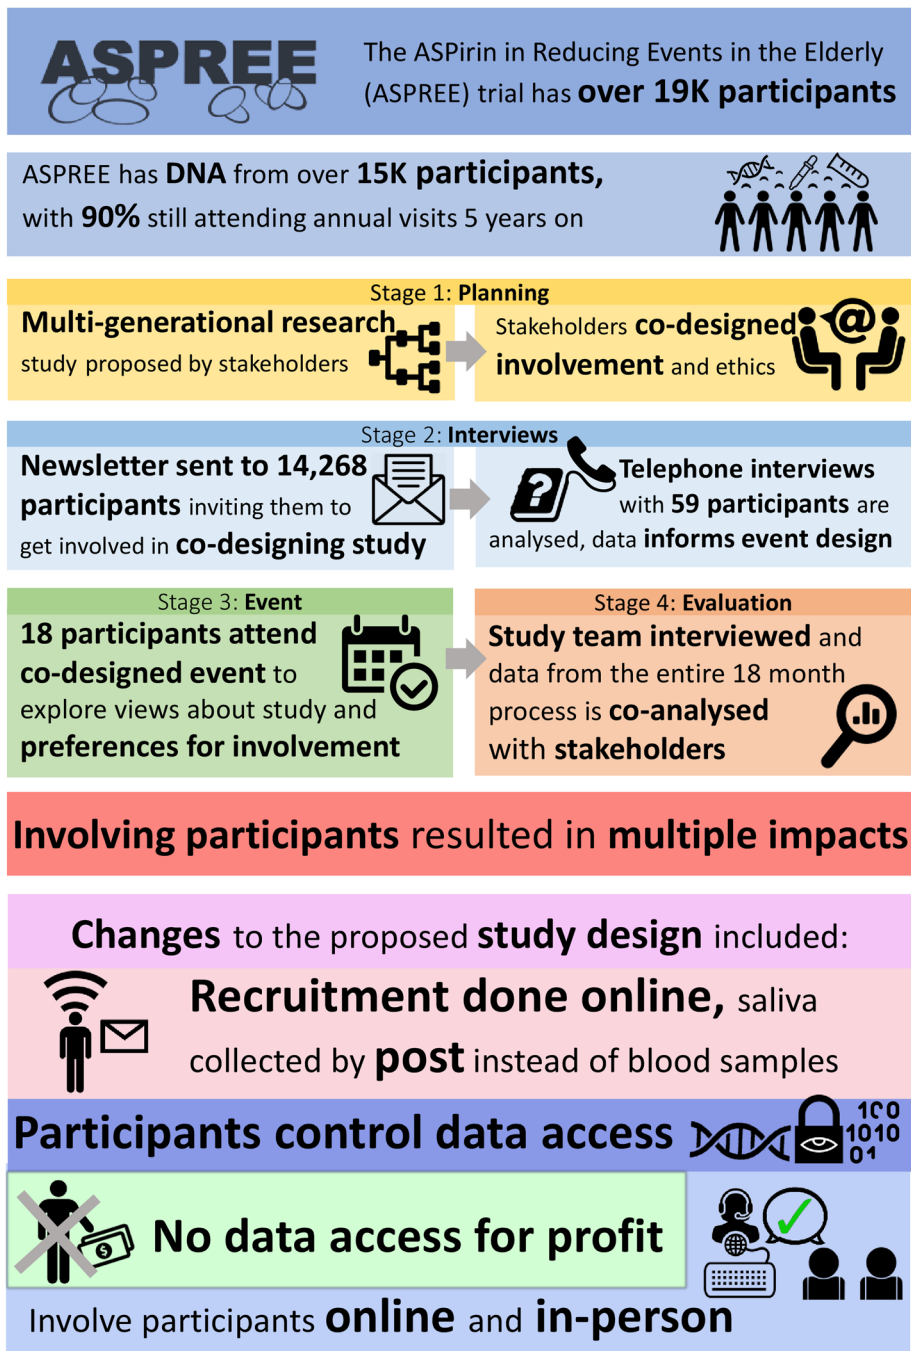 ASPREE
The ASPirin in Reducing Events in the Elderly
(ASPREE) trial has over 19K participants
ASPREE has DNA from over 15K participants,
with 90% still attending annual visits 5 years on
Stage 1: Planning
Multi-generational research
study proposed by stakeholders
Stakeholders co-designed
involvement and ethics
@
Stage 2: Interviews
Newsletter sent to 14,268
participants inviting them to
get involved in co-designing study
?
Telephone interviews
with 59 participants are
analysed, data informs event design
Stage 3: Event
18 participants attend
co-designed event to
explore views about study and
preferences for involvement
Stage 4: Evaluation
Study team interviewed and
data from the entire 18 month
process is co-analysed
with stakeholders
Involving participants resulted in multiple impacts
Changes to the proposed study design included:
Recruitment done online, saliva
collected by post instead of blood samples
Participants control data access
100
1010
01
$
No data access for profit
Involve participants online and in-person